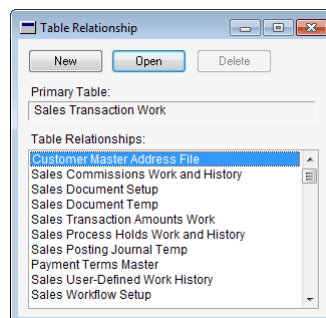 Table Relationship
New Open Delete
Primary Table:
Sales Transaction Work
Table Relationships:
Customer Master Address File
Sales Commissions Work and History
Sales Document Setup
Sales Document Temp
Sales Transaction Amounts Work
Sales Process Holds Work and History
Sales Posting Journal Temp
Payment Terms Master
Sales User-Defined Work History
Sales Workflow Setup